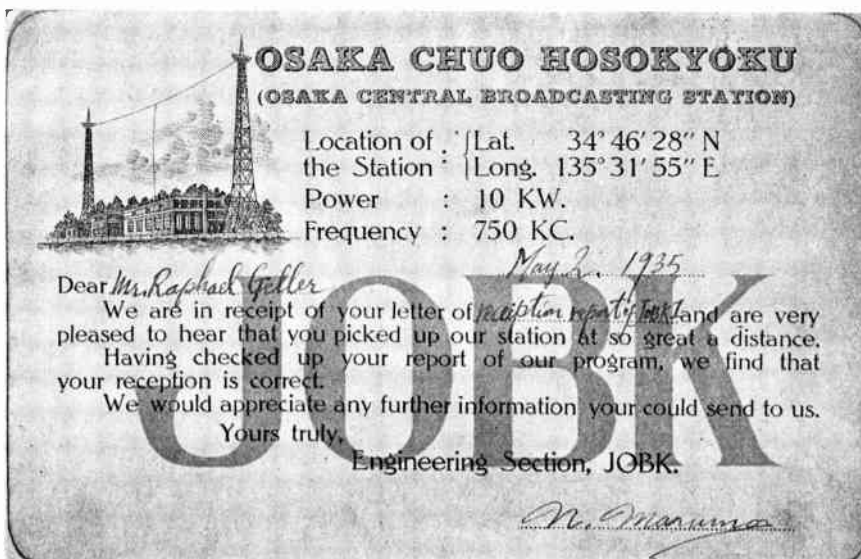 OSAKA CHUO HOSOKYOKU
(OSAKA CENTRAL BROADCASTING STATION)
Location of the Station : Lat. 34° 46' 28" N
Long. 135° 31' 55" E
Power : 10 KW.
Frequency : 750 KC.
May 2. 1935
Dear Mr. Raphael Geller
We are in receipt of your letter of reception report of and are very
pleased to hear that you picked up our station at so great a distance.
Having checked up your report of our program, we find that
your reception is correct.
We would appreciate any further information your could send to us.
Yours truly,
Engineering Section, JOBK.
JOBK